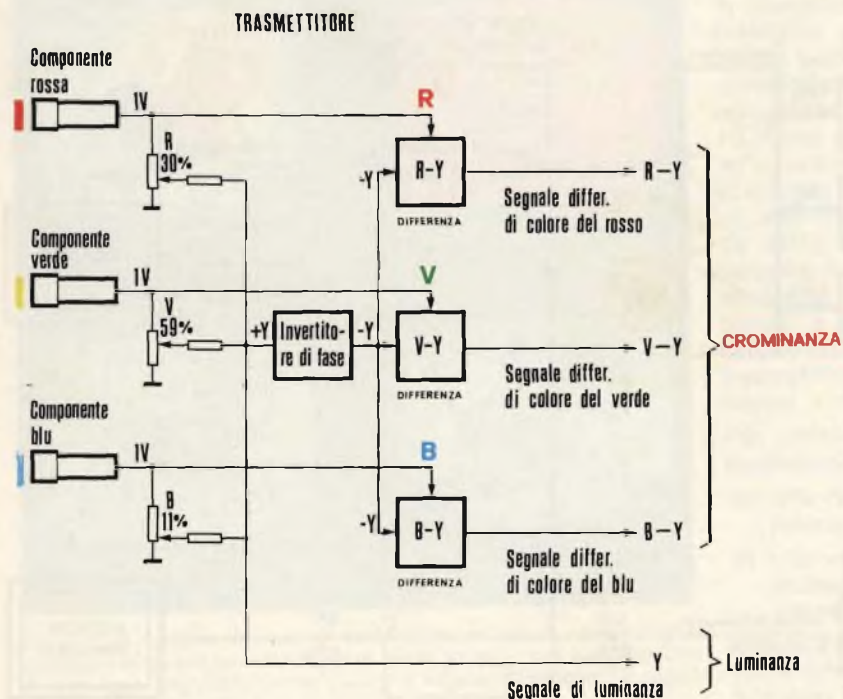 TRASMETTITORE
Componente
rossa
1V
R
R
30%
-Y
R-Y
R-Y
DIFFERENZA
Segnale differ.
di colore del rosso
Componente
verde
1V
V
V
59%
+Y
Invertito-
re di fase
-Y
V-Y
V-Y
DIFFERENZA
Segnale differ.
di colore del verde
CROMINANZA
Componente
blu
1V
B
B
11%
-Y
B-Y
B-Y
DIFFERENZA
Segnale differ.
di colore del blu
Y
Luminanza
Segnale di luminanza